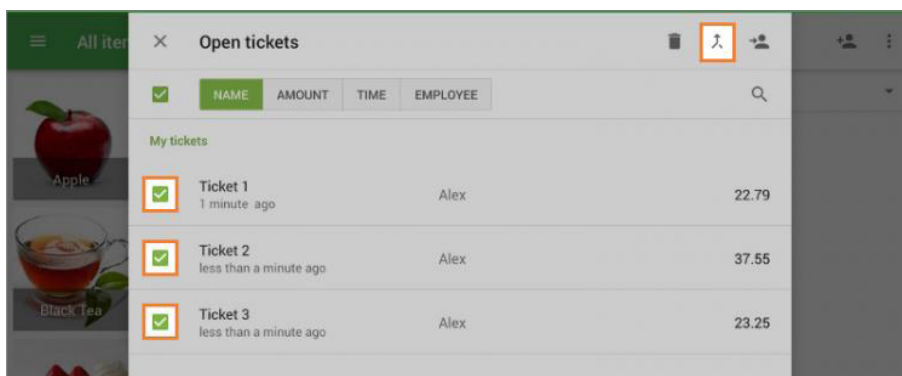 All iter
Open tickets
NAME AMOUNT TIME EMPLOYEE
My tickets
Ticket 1
1 minute ago
Alex
22.79
Ticket 2
less than a minute ago
Alex
37.55
Ticket 3
less than a minute ago
Alex
23.25
Apple
Black Tea